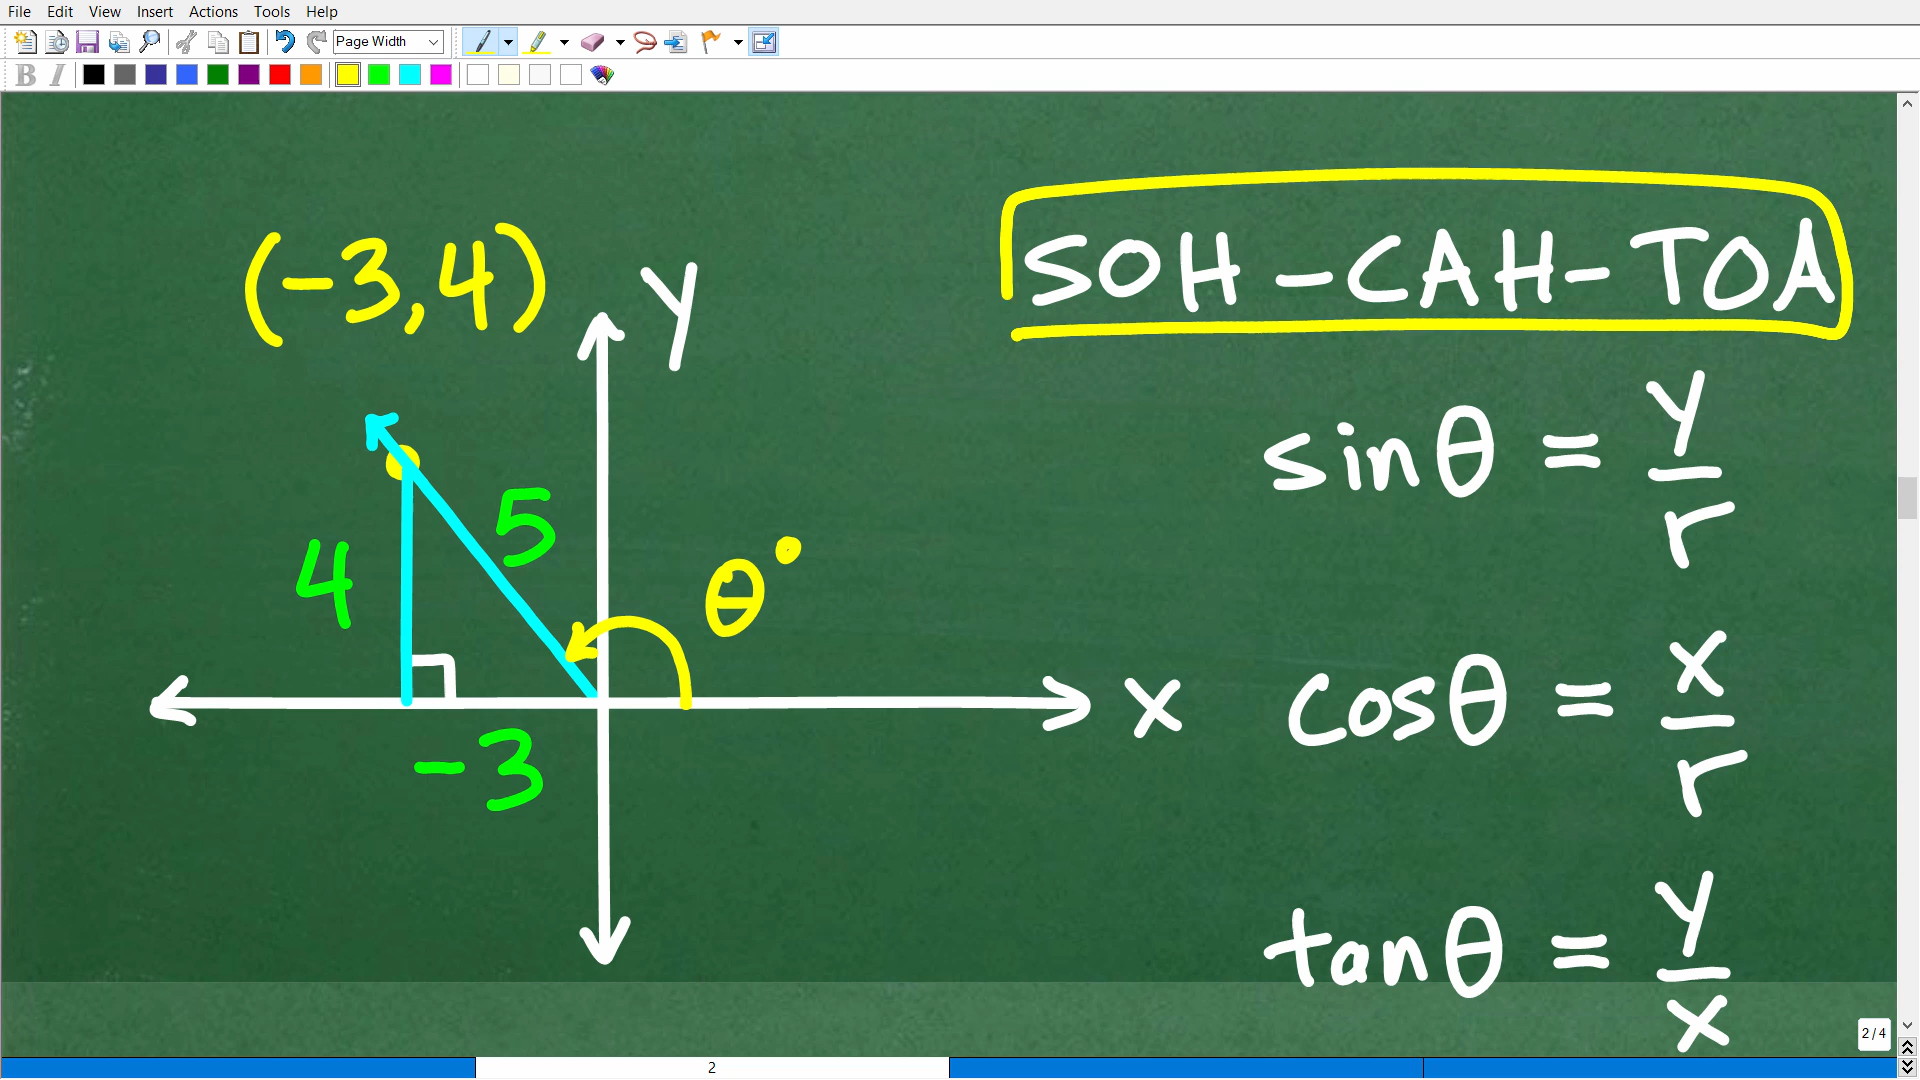 File Edit View Insert Actions Tools Help
Page Width
B I
(-3,4)
y
SOH-CAH-TOA
sinθ = y/r
5
4
θ°
x
cosθ = x/r
-3
tanθ = y/x
2 / 4
2